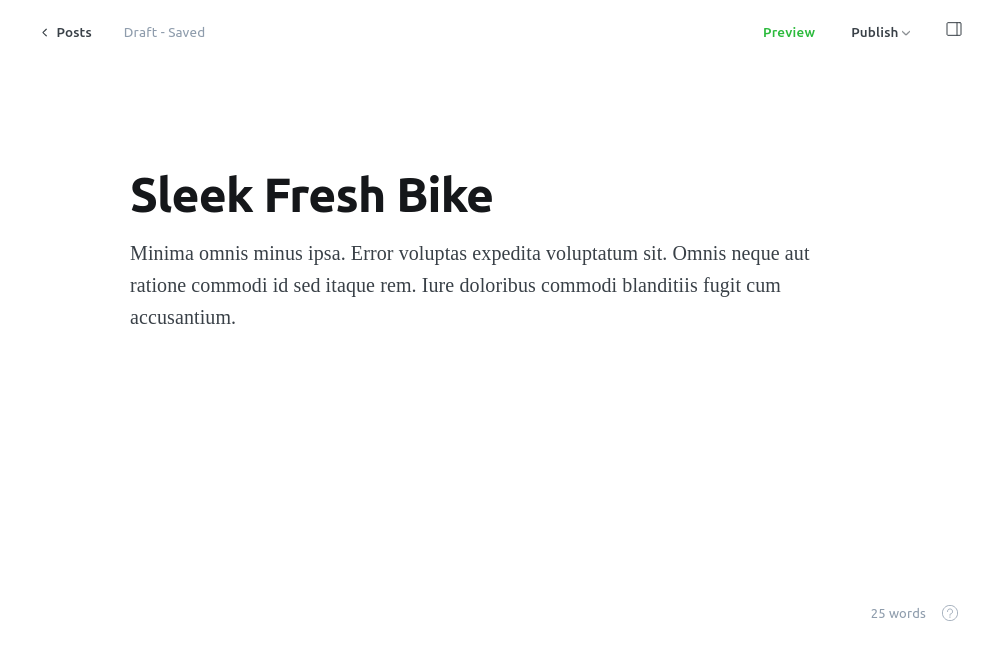 Posts
Draft - Saved
Preview
Publish
Sleek Fresh Bike
Minima omnis minus ipsa. Error voluptas expedita voluptatum sit. Omnis neque aut
ratione commodi id sed itaque rem. Iure doloribus commodi blanditiis fugit cum
accusantium.
25 words